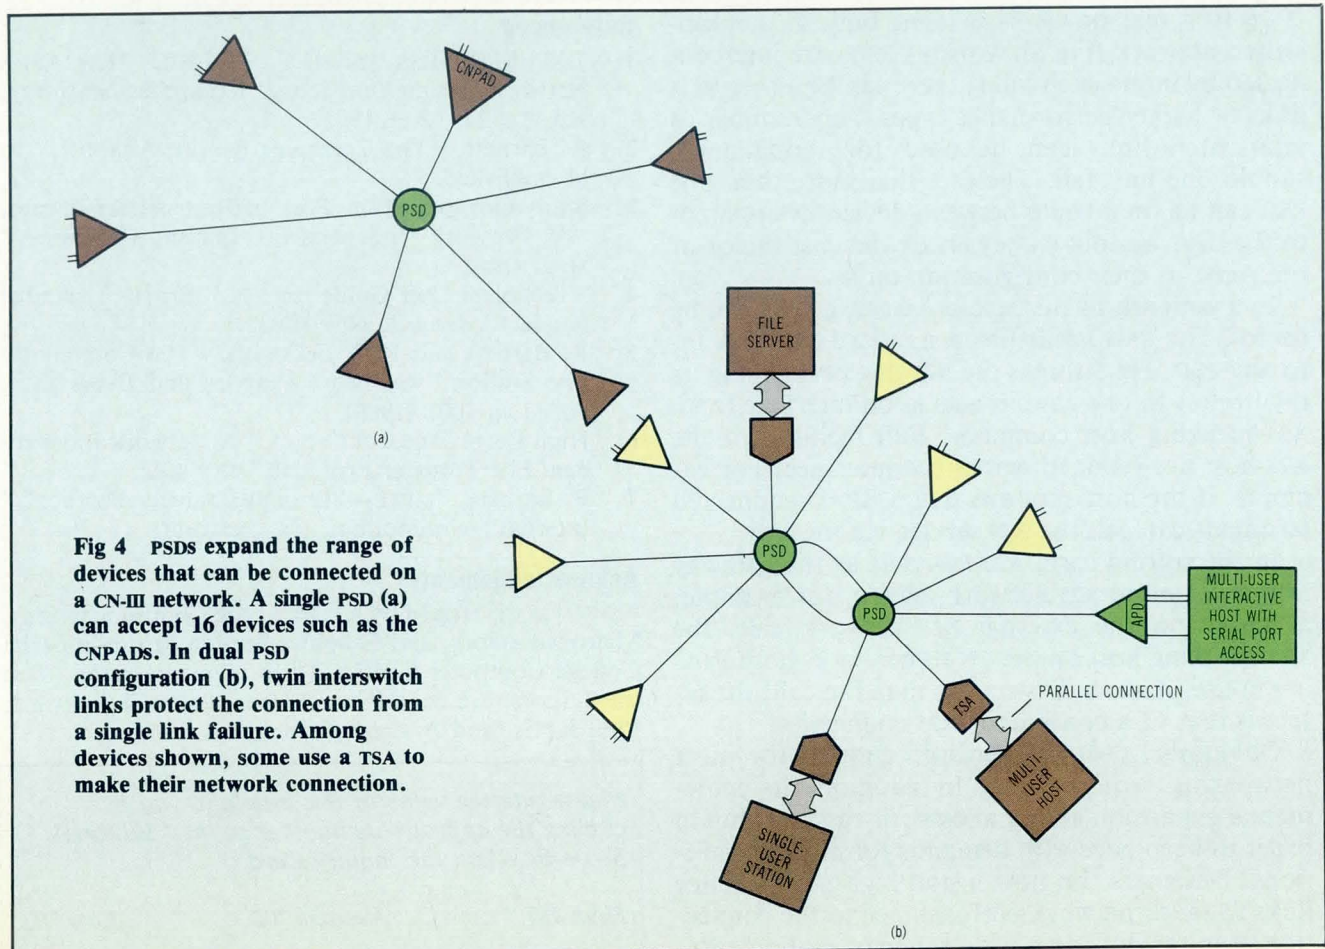 CNPAD
PSD
(a)
FILE
SERVER
PSD
PSD
APD
MULTI-USER
INTERACTIVE
HOST WITH
SERIAL PORT
ACCESS
PARALLEL CONNECTION
TSA
MULTI-
USER
HOST
SINGLE-
USER
STATION
(b)
Fig 4 PSDs expand the range of
devices that can be connected on
a CN-III network. A single PSD (a)
can accept 16 devices such as the
CNPADs. In dual PSD
configuration (b), twin interswitch
links protect the connection from
a single link failure. Among
devices shown, some use a TSA to
make their network connection.